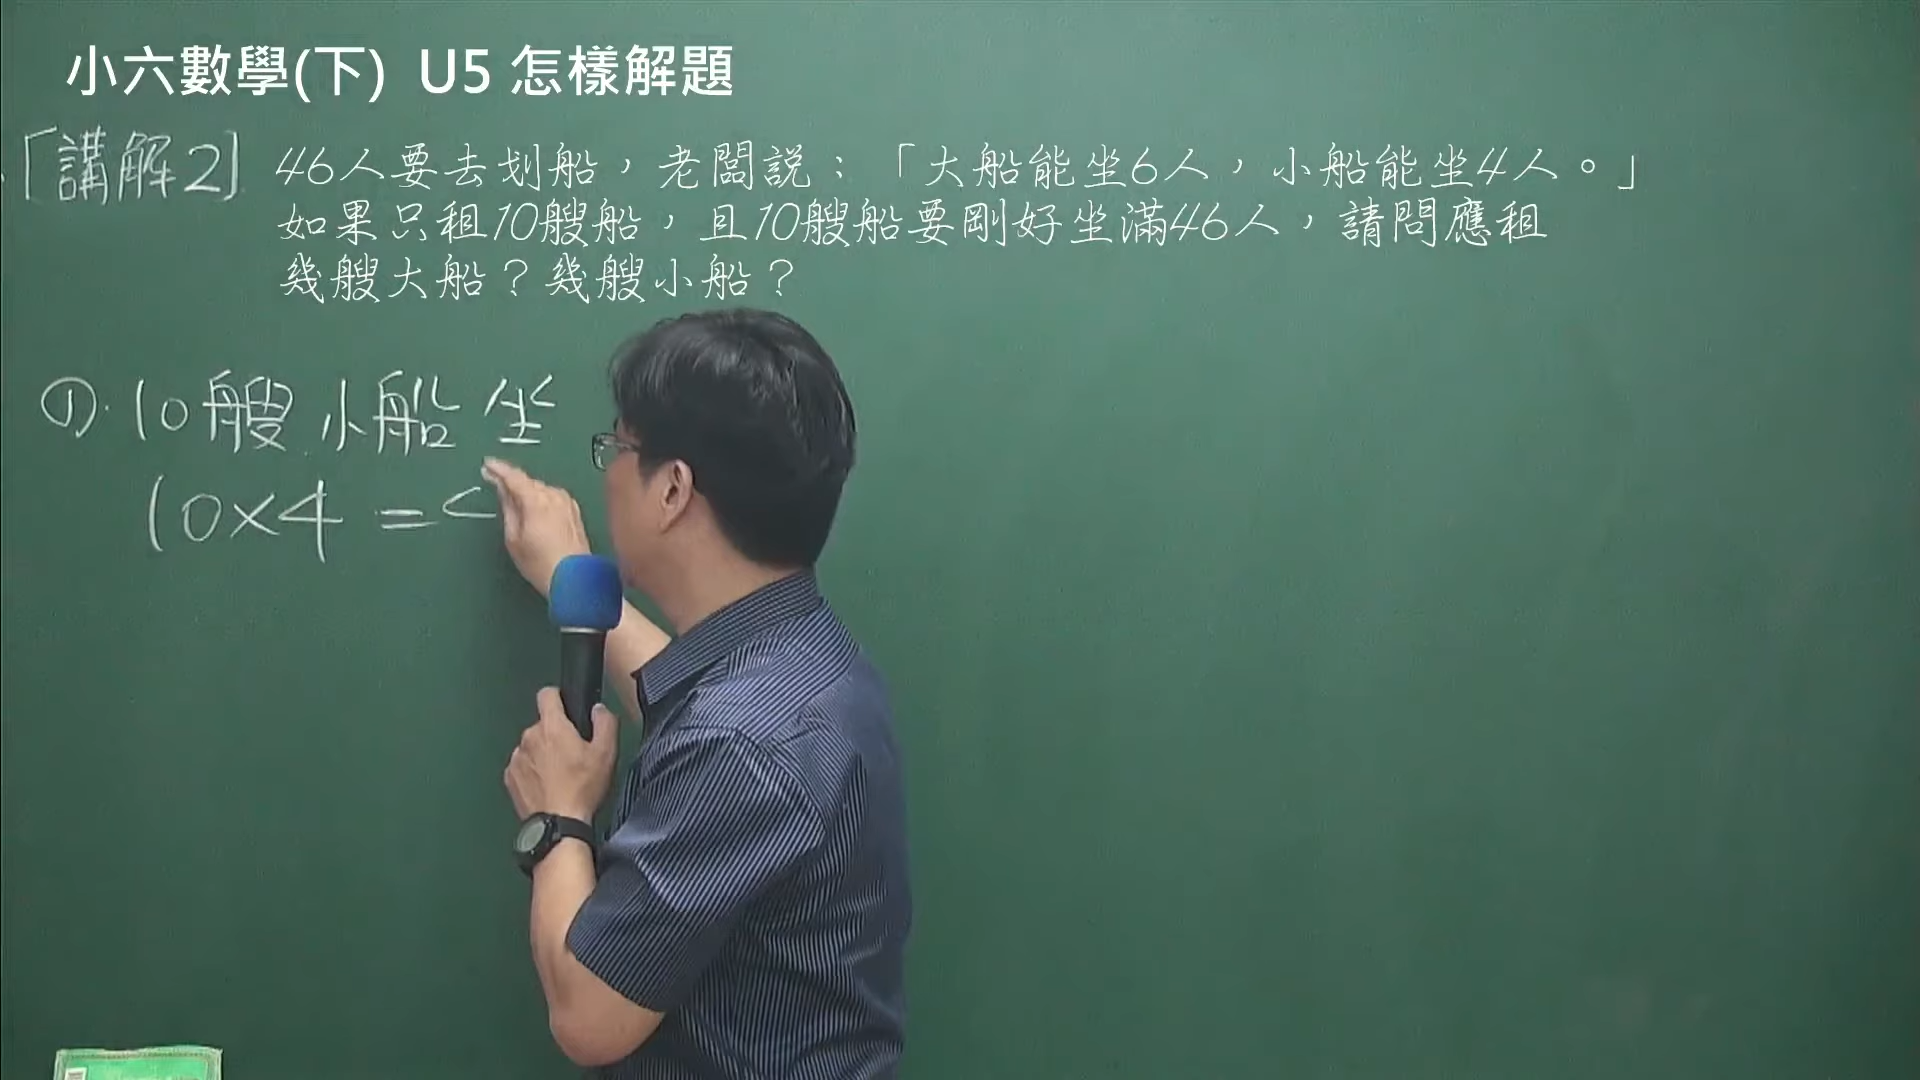 小六數學(下) U5 怎樣解題
「講解2」 46人要去划船，老闆說：「大船能坐6人，小船能坐4人。」
如果只租10艘船，且10艘船要剛好坐滿46人，請問應租
幾艘大船？幾艘小船？
①. 10艘小船坐
10×4 =